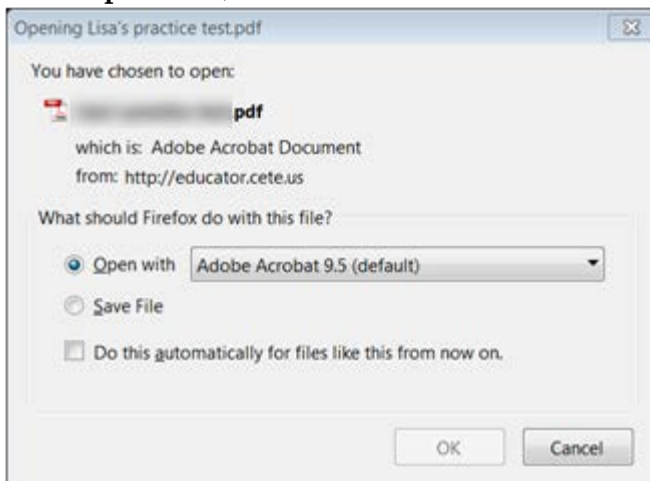 Opening Lisa's practice test.pdf
You have chosen to open:
.pdf
which is: Adobe Acrobat Document
from: http://educator.cete.us
What should Firefox do with this file?
Open with Adobe Acrobat 9.5 (default)
Save File
Do this automatically for files like this from now on.
OK Cancel